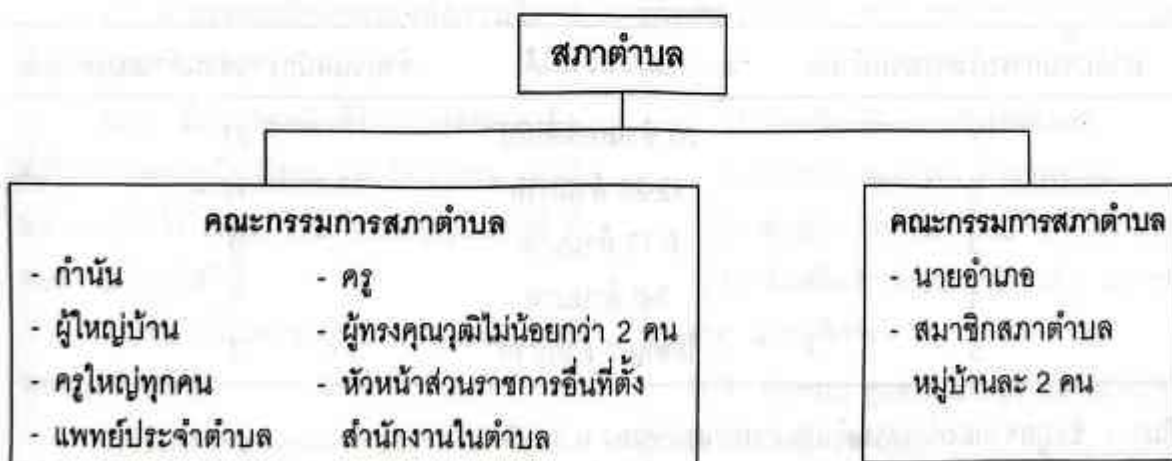 สภาตำบล
คณะกรรมการสภาตำบล
- กำนัน - ครู
- ผู้ใหญ่บ้าน - ผู้ทรงคุณวุฒิไม่น้อยกว่า 2 คน
- ครูใหญ่ทุกคน - หัวหน้าส่วนราชการอื่นที่ตั้ง
- แพทย์ประจำตำบล สำนักงานในตำบล
คณะกรรมการสภาตำบล
- นายอำเภอ
- สมาชิกสภาตำบล
หมู่บ้านละ 2 คน